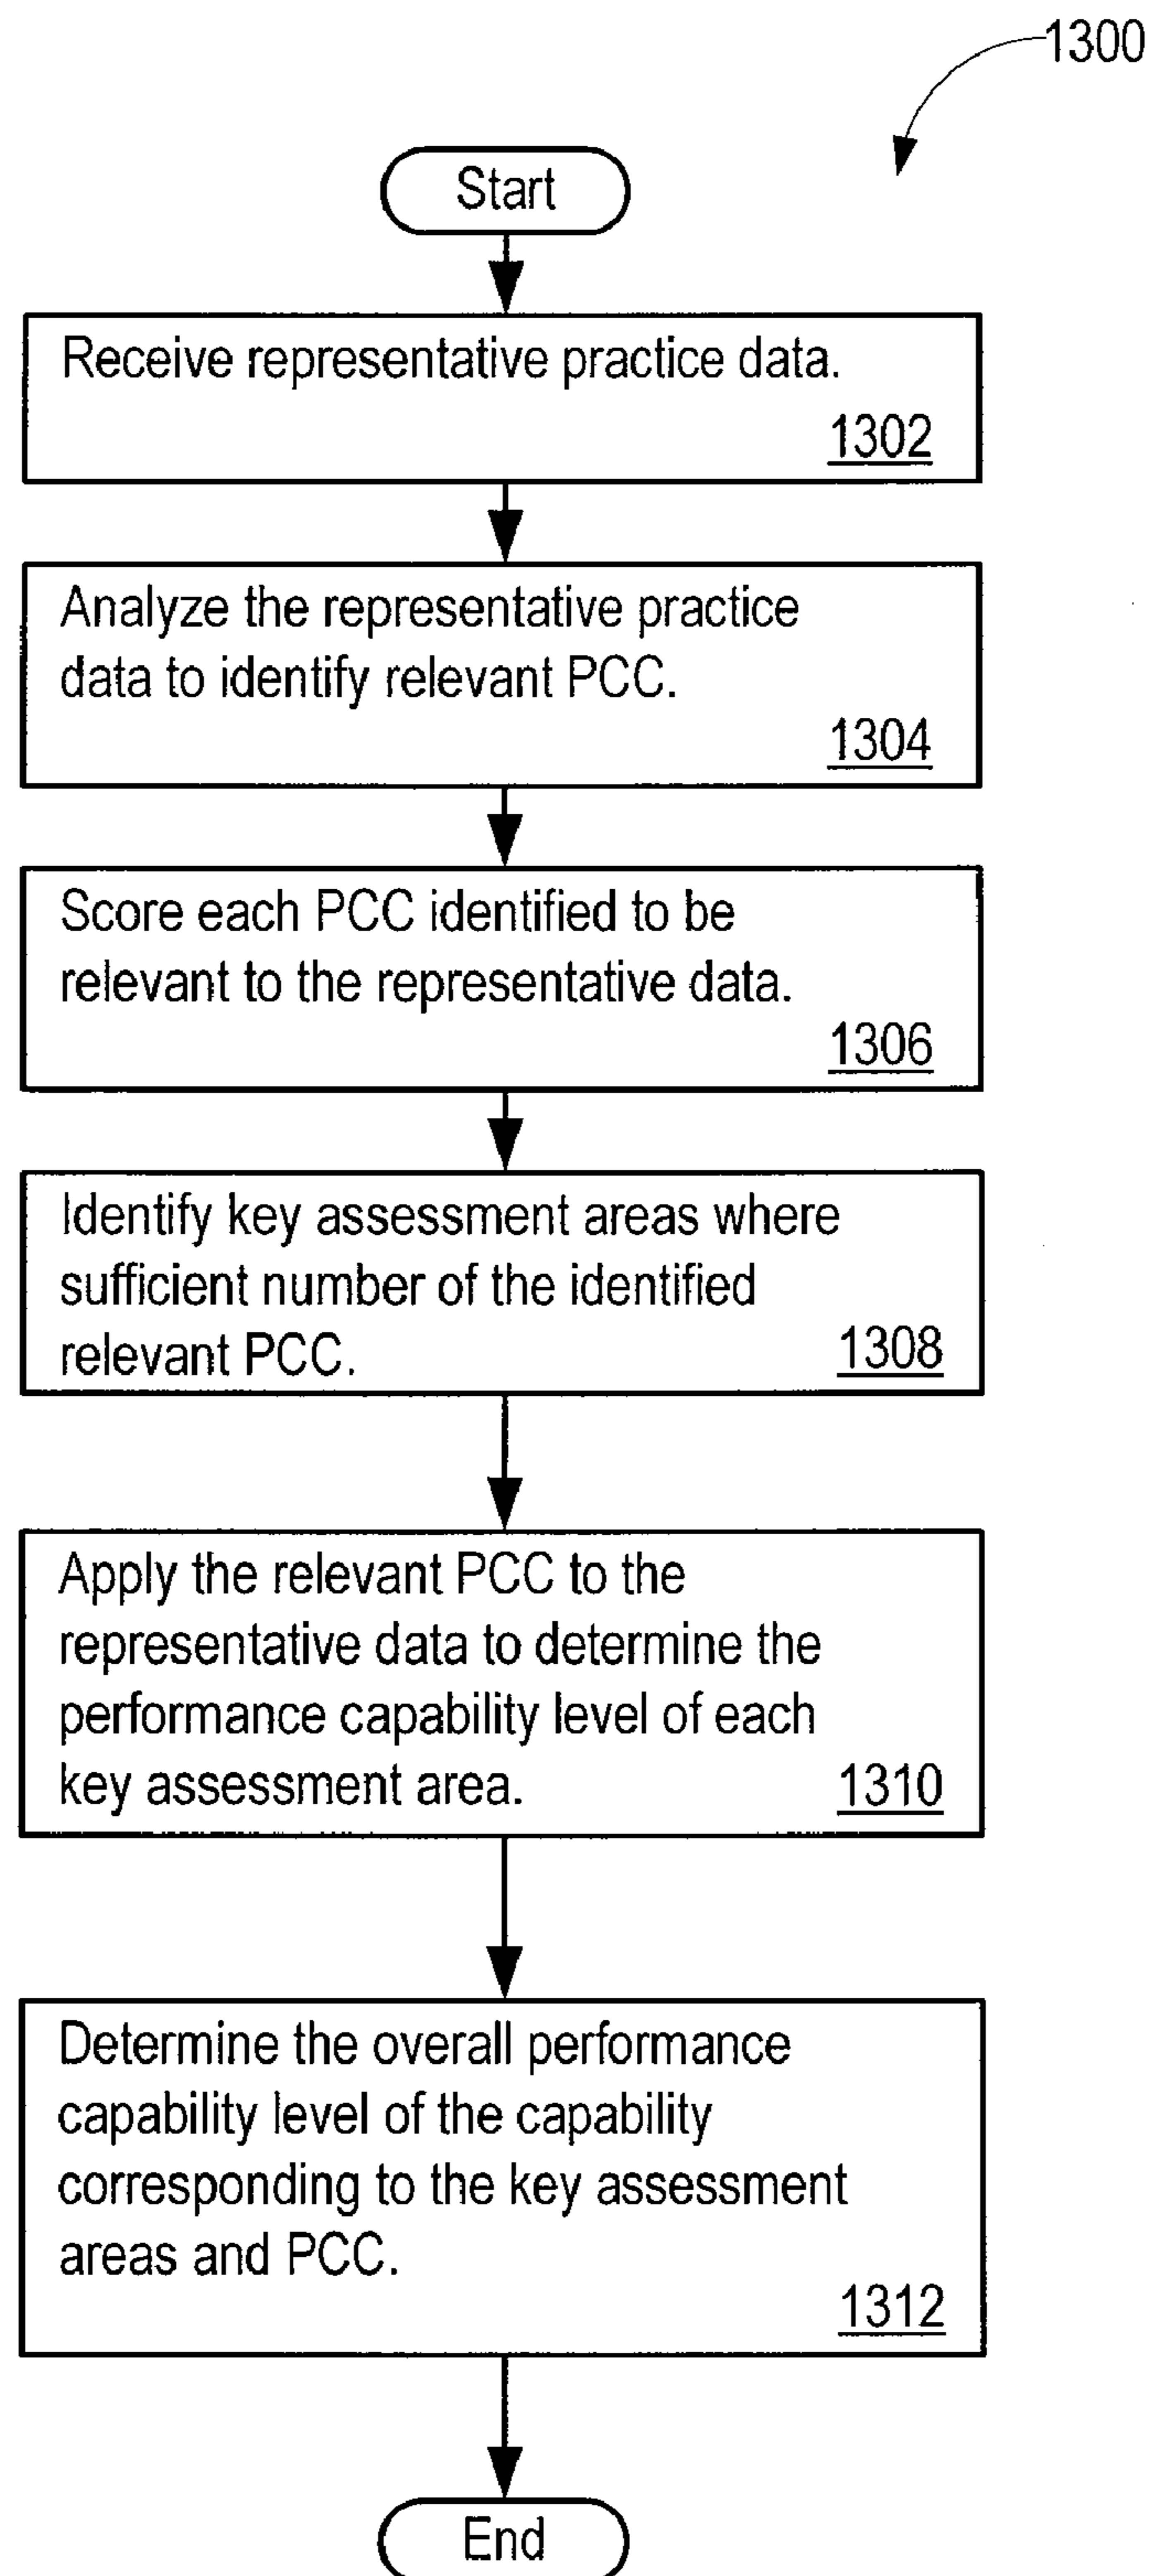 1300
Start
Receive representative practice data.
1302
Analyze the representative practice
data to identify relevant PCC.
1304
Score each PCC identified to be
relevant to the representative data.
1306
Identify key assessment areas where
sufficient number of the identified
relevant PCC.
1308
Apply the relevant PCC to the
representative data to determine the
performance capability level of each
key assessment area.
1310
Determine the overall performance
capability level of the capability
corresponding to the key assessment
areas and PCC.
1312
End